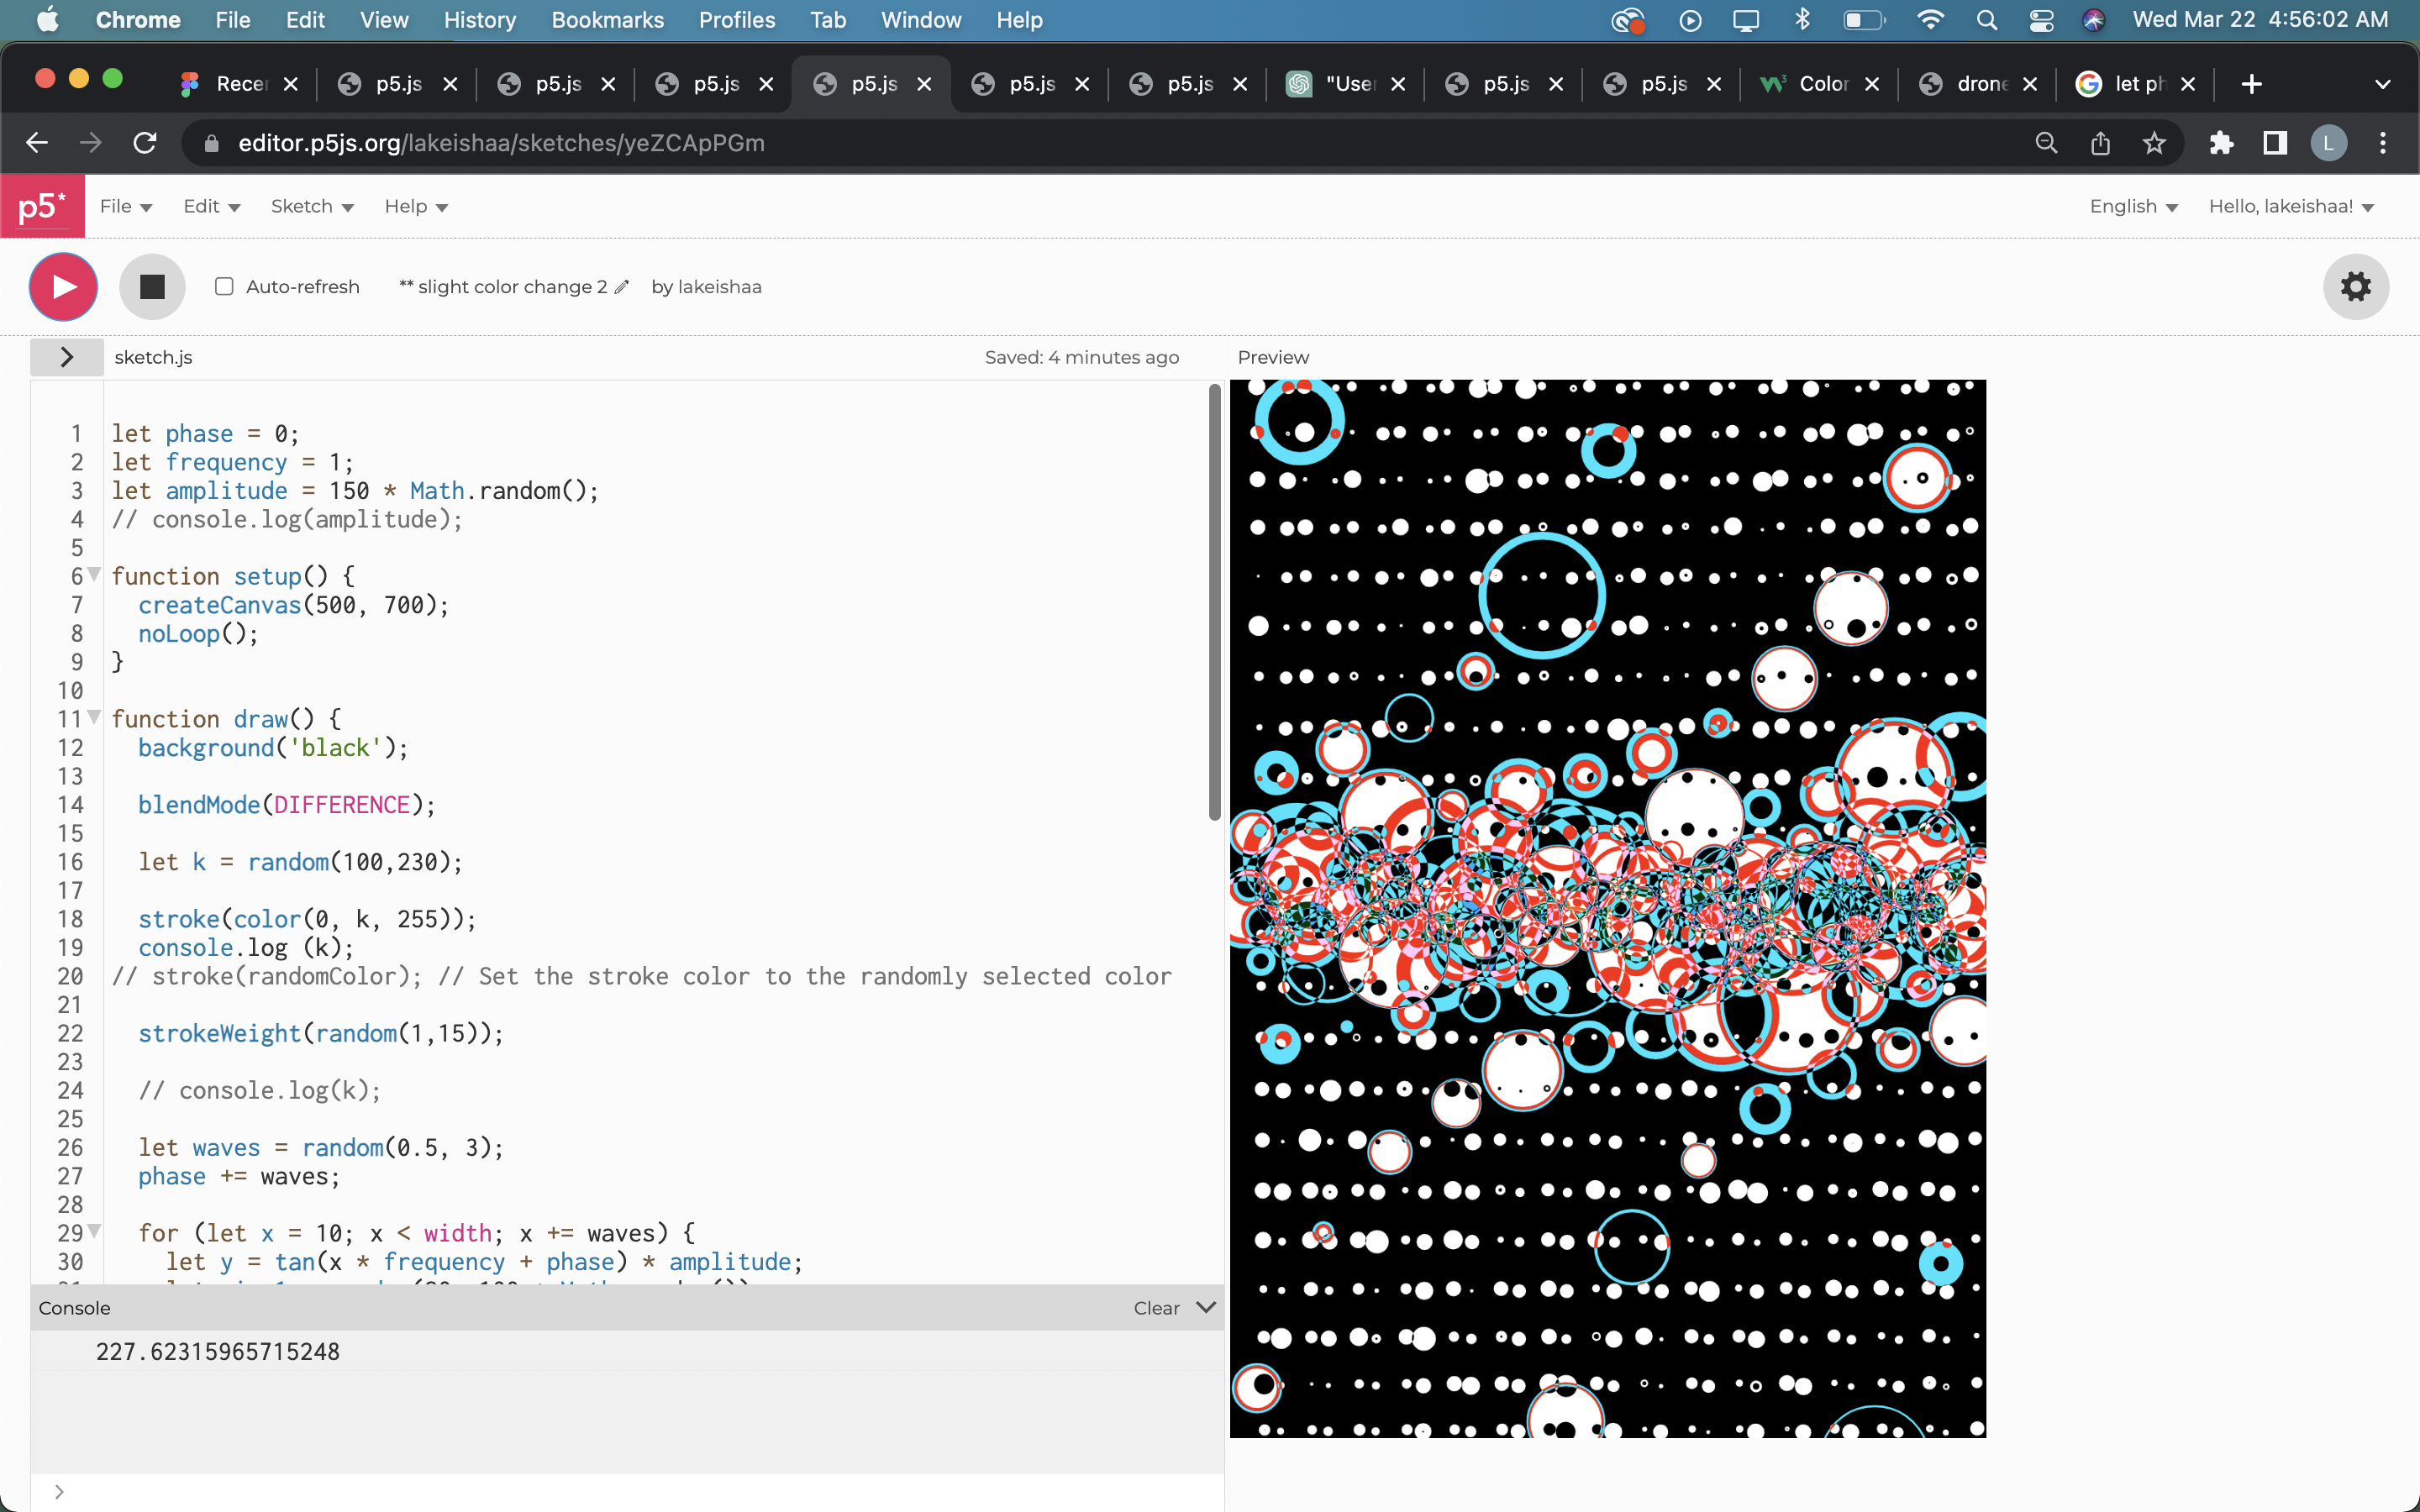 Chrome File Edit View History Bookmarks Profiles Tab Window Help Wed Mar 22 4:56:02 AM
Recen p5.js p5.js p5.js p5.js p5.js p5.js "User p5.js p5.js Color drone let ph
editor.p5js.org/lakeishaa/sketches/yeZCApPGm L
p5* File Edit Sketch Help English Hello, lakeishaa!
Auto-refresh ** slight color change 2 by lakeishaa
sketch.js Saved: 4 minutes ago Preview
1 let phase = 0;
2 let frequency = 1;
3 let amplitude = 150 * Math.random();
4 // console.log(amplitude);
5
6 function setup() {
7 createCanvas(500, 700);
8 noLoop();
9 }
10
11 function draw() {
12 background('black');
13
14 blendMode(DIFFERENCE);
15
16 let k = random(100,230);
17
18 stroke(color(0, k, 255));
19 console.log (k);
20 // stroke(randomColor); // Set the stroke color to the randomly selected color
21
22 strokeWeight(random(1,15));
23
24 // console.log(k);
25
26 let waves = random(0.5, 3);
27 phase += waves;
28
29 for (let x = 10; x < width; x += waves) {
30 let y = tan(x * frequency + phase) * amplitude;
Console Clear
227.62315965715248